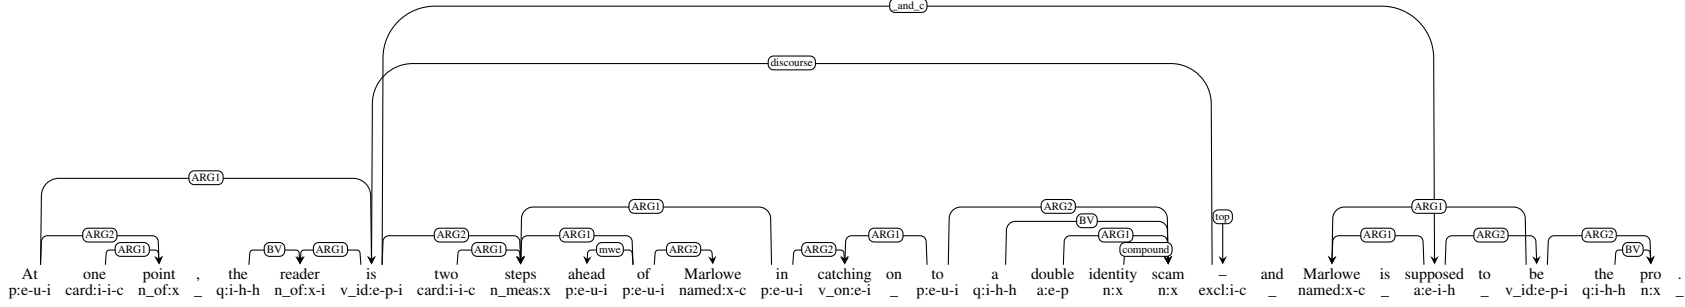 _and_c
discourse
ARG1
ARG1 ARG2 ARG1
BV top
ARG2 ARG2 ARG1 ARG1 ARG1 ARG1 ARG2 ARG2
ARG1 BV ARG1 ARG1 mwe ARG2 ARG2 compound BV
At one point , the reader is two steps ahead of Marlowe in catching on to a double identity scam – and Marlowe is supposed to be the pro .
p:e-u-i card:i-i-c n_of:x _ q:i-h-h n_of:x-i v_id:e-p-i card:i-i-c n_meas:x p:e-u-i p:e-u-i named:x-c p:e-u-i v_on:e-i _ p:e-u-i q:i-h-h a:e-p n:x n:x excl:i-c _ named:x-c _ a:e-i-h _ v_id:e-p-i q:i-h-h n:x _